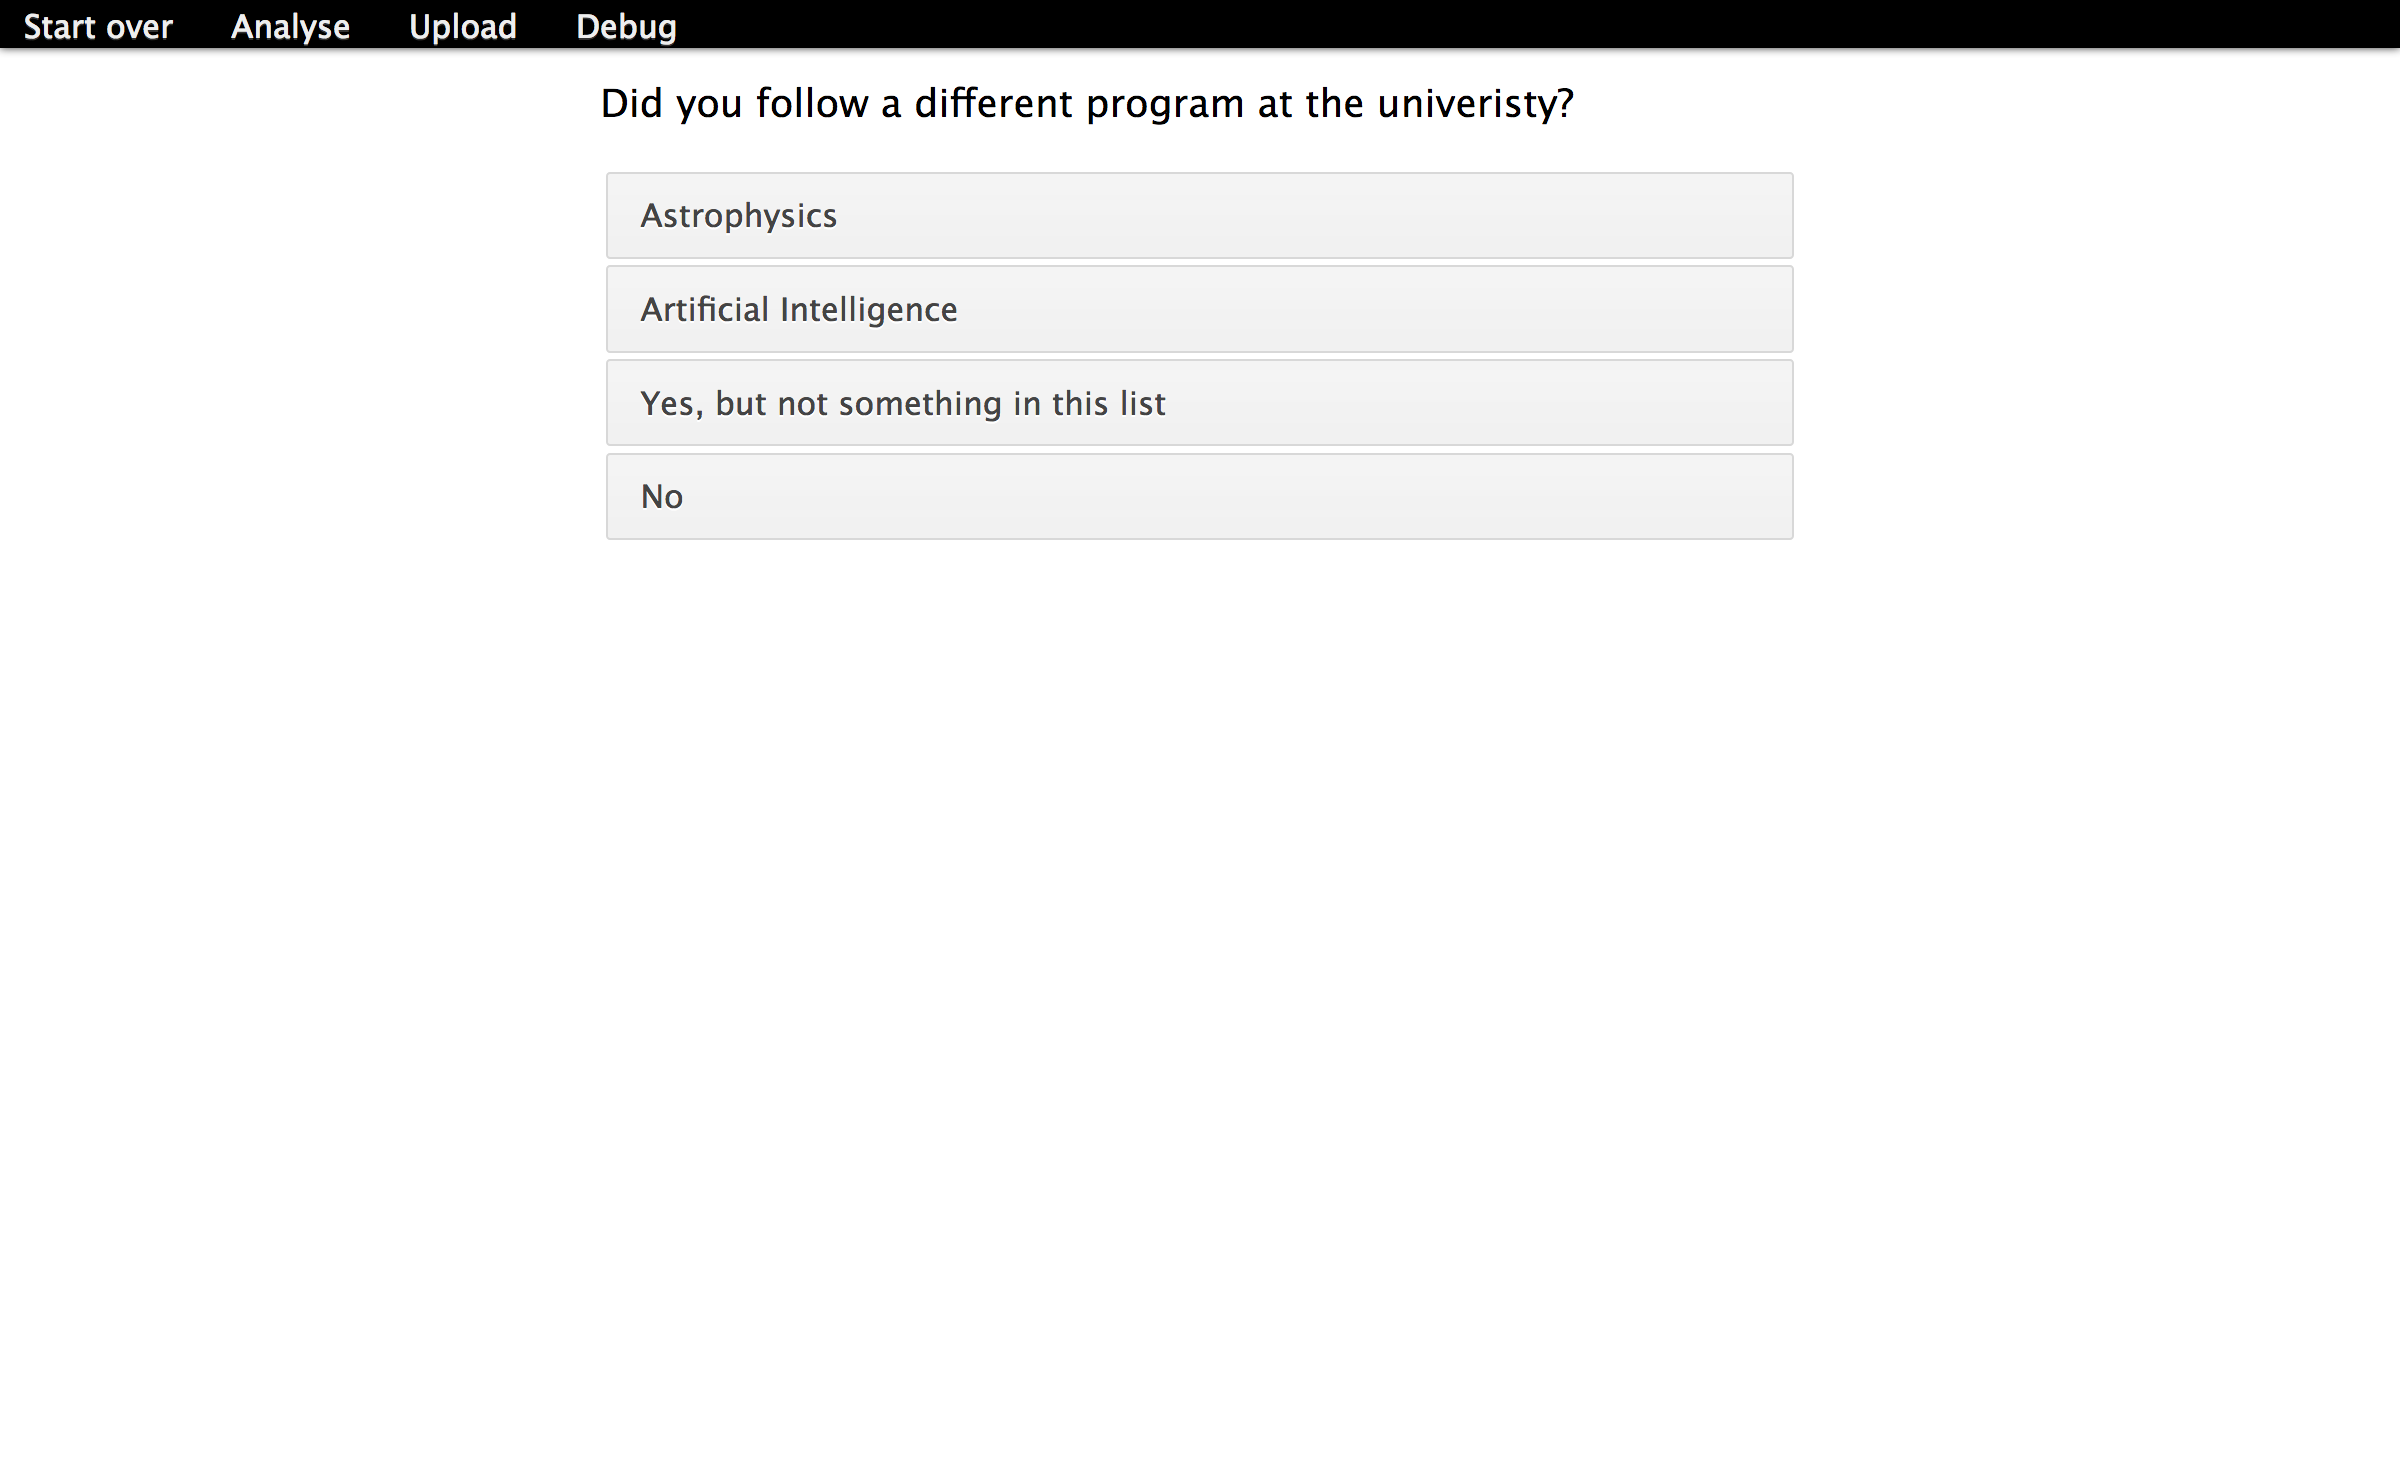 Start over Analyse Upload Debug
Did you follow a different program at the univeristy?
Astrophysics
Artificial Intelligence
Yes, but not something in this list
No